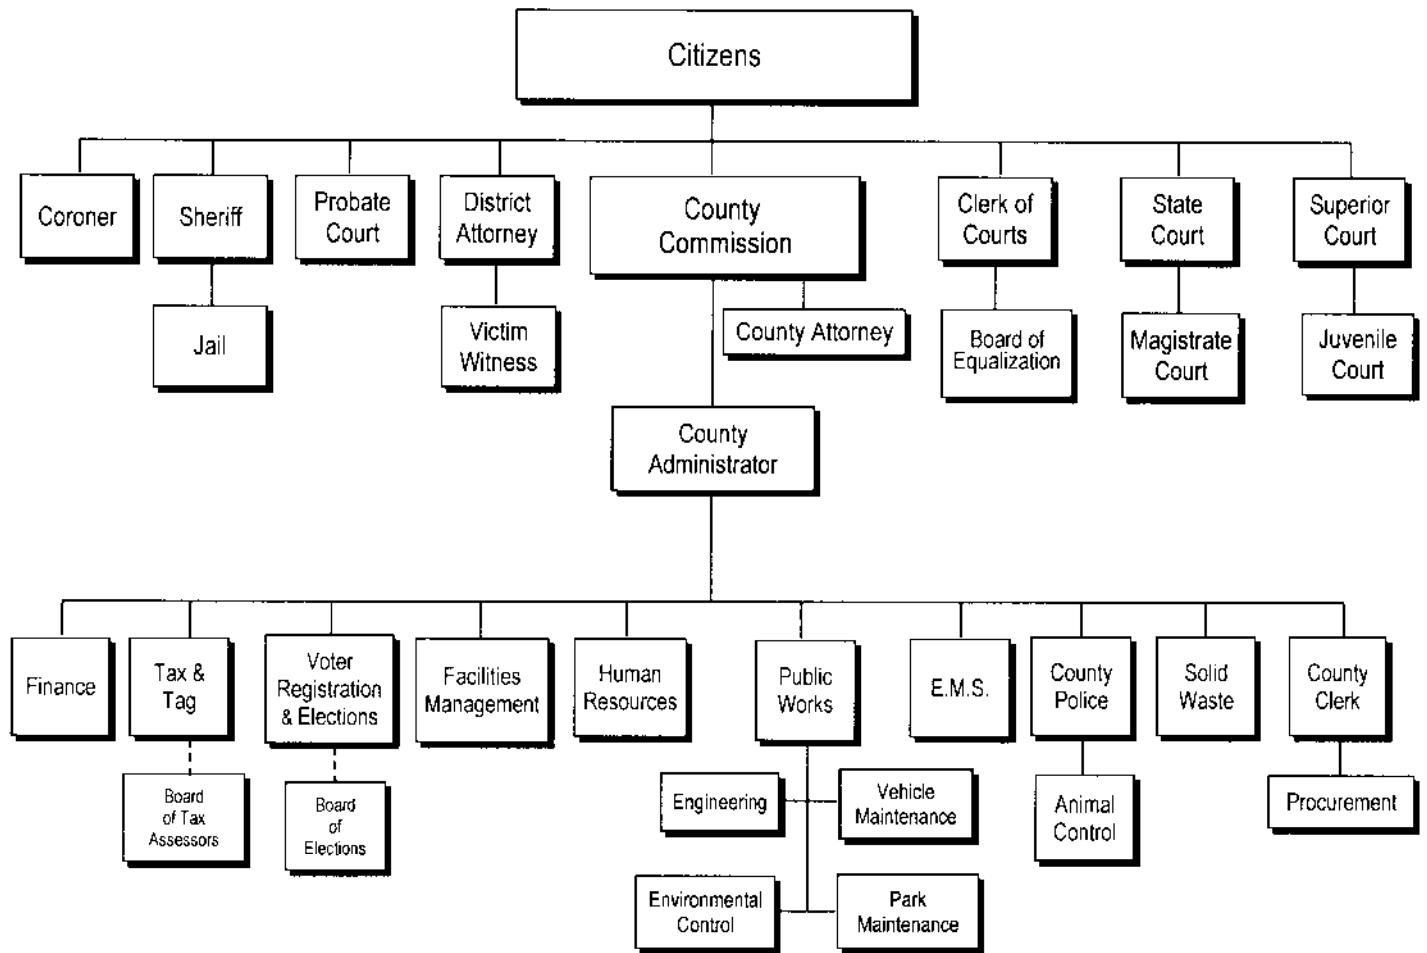 Citizens
Coroner
Sheriff
Probate
Court
District
Attorney
County
Commission
Clerk of
Courts
State
Court
Superior
Court
Jail
Victim
Witness
County Attorney
Board of
Equalization
Magistrate
Court
Juvenile
Court
County
Administrator
Finance
Tax &
Tag
Voter
Registration
& Elections
Facilities
Management
Human
Resources
Public
Works
E.M.S.
County
Police
Solid
Waste
County
Clerk
Board
of Tax
Assessors
Board
of
Elections
Engineering
Vehicle
Maintenance
Animal
Control
Procurement
Environmental
Control
Park
Maintenance